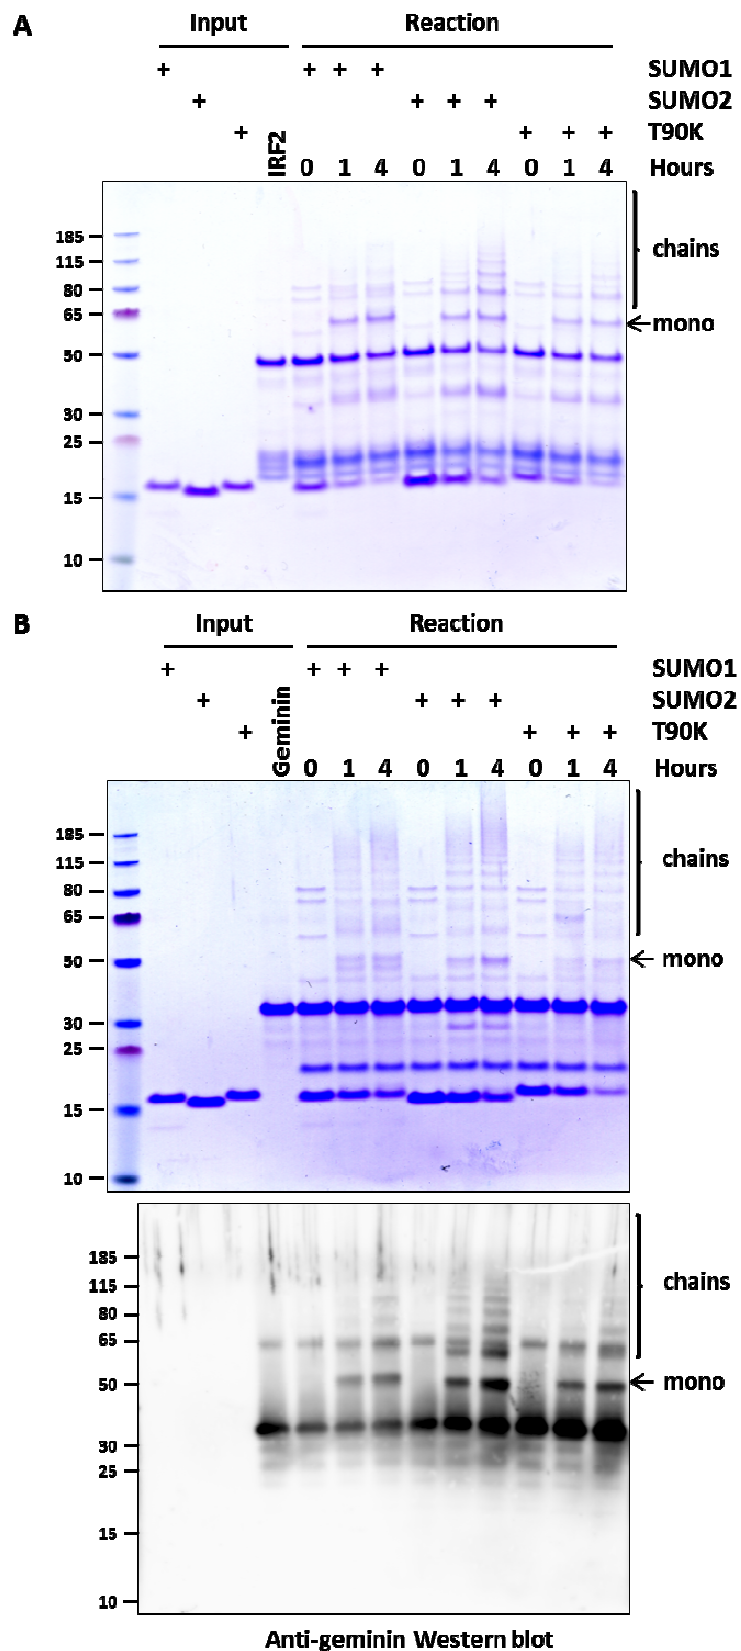 A
Input Reaction
+ + + + SUMO1
+ + + + SUMO2
+ + + + T90K
IRF2
0 1 4 0 1 4 0 1 4 Hours
185
115
80
65
50
30
25
15
10
chains
mono
B
Input Reaction
+ + + + SUMO1
+ + + + SUMO2
+ + + + T90K
Geminin
0 1 4 0 1 4 0 1 4 Hours
185
115
80
65
50
30
25
15
10
chains
mono
185
115
80
65
50
30
25
15
10
chains
mono
Anti-geminin Western blot